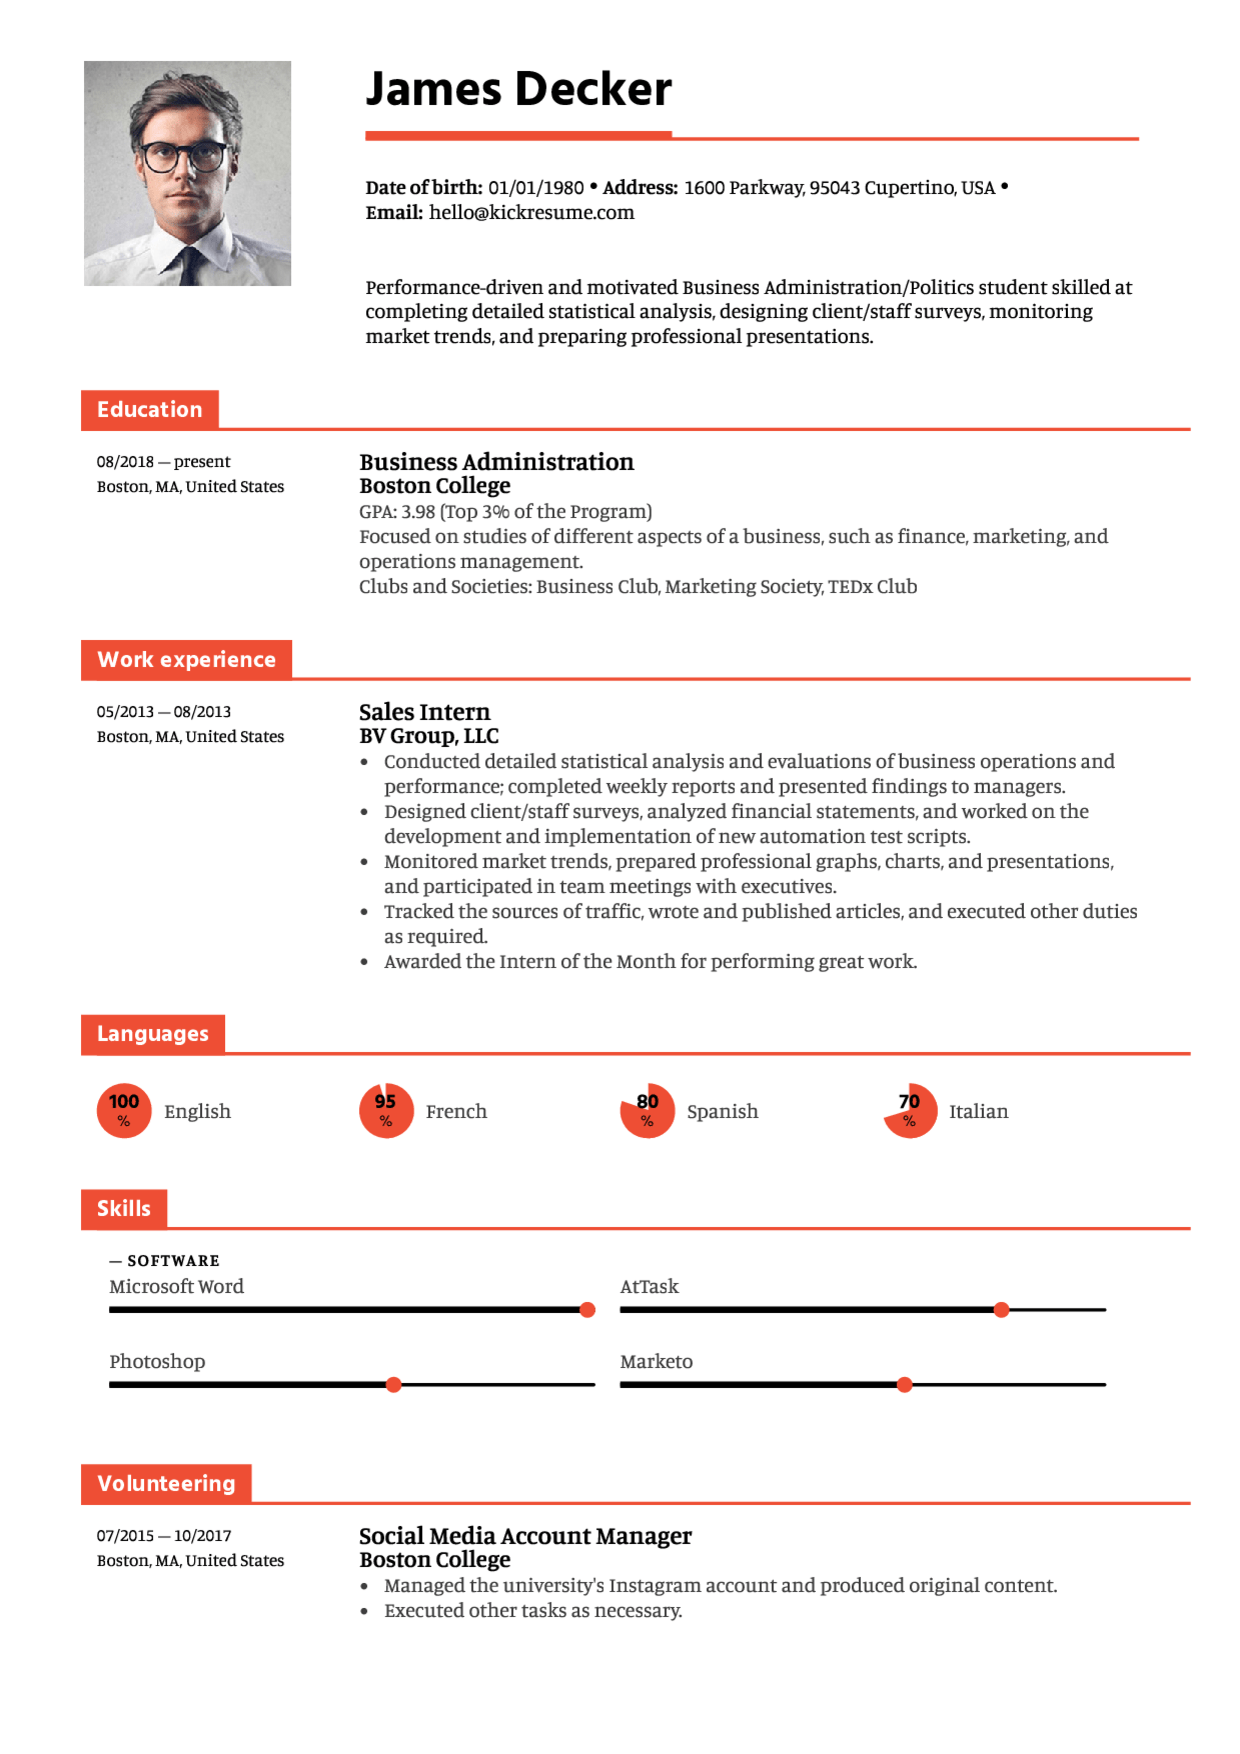 James Decker
Date of birth: 01/01/1980 • Address: 1600 Parkway, 95043 Cupertino, USA •
Email: hello@kickresume.com
Performance-driven and motivated Business Administration/Politics student skilled at
completing detailed statistical analysis, designing client/staff surveys, monitoring
market trends, and preparing professional presentations.
Education
08/2018 – present
Boston, MA, United States
Business Administration
Boston College
GPA: 3.98 (Top 3% of the Program)
Focused on studies of different aspects of a business, such as finance, marketing, and
operations management.
Clubs and Societies: Business Club, Marketing Society, TEDx Club
Work experience
05/2013 – 08/2013
Boston, MA, United States
Sales Intern
BV Group, LLC
• Conducted detailed statistical analysis and evaluations of business operations and
performance; completed weekly reports and presented findings to managers.
• Designed client/staff surveys, analyzed financial statements, and worked on the
development and implementation of new automation test scripts.
• Monitored market trends, prepared professional graphs, charts, and presentations,
and participated in team meetings with executives.
• Tracked the sources of traffic, wrote and published articles, and executed other duties
as required.
• Awarded the Intern of the Month for performing great work.
Languages
100 % English
95 % French
80 % Spanish
70 % Italian
Skills
— SOFTWARE
Microsoft Word
AtTask
Photoshop
Marketo
Volunteering
07/2015 – 10/2017
Boston, MA, United States
Social Media Account Manager
Boston College
• Managed the university's Instagram account and produced original content.
• Executed other tasks as necessary.